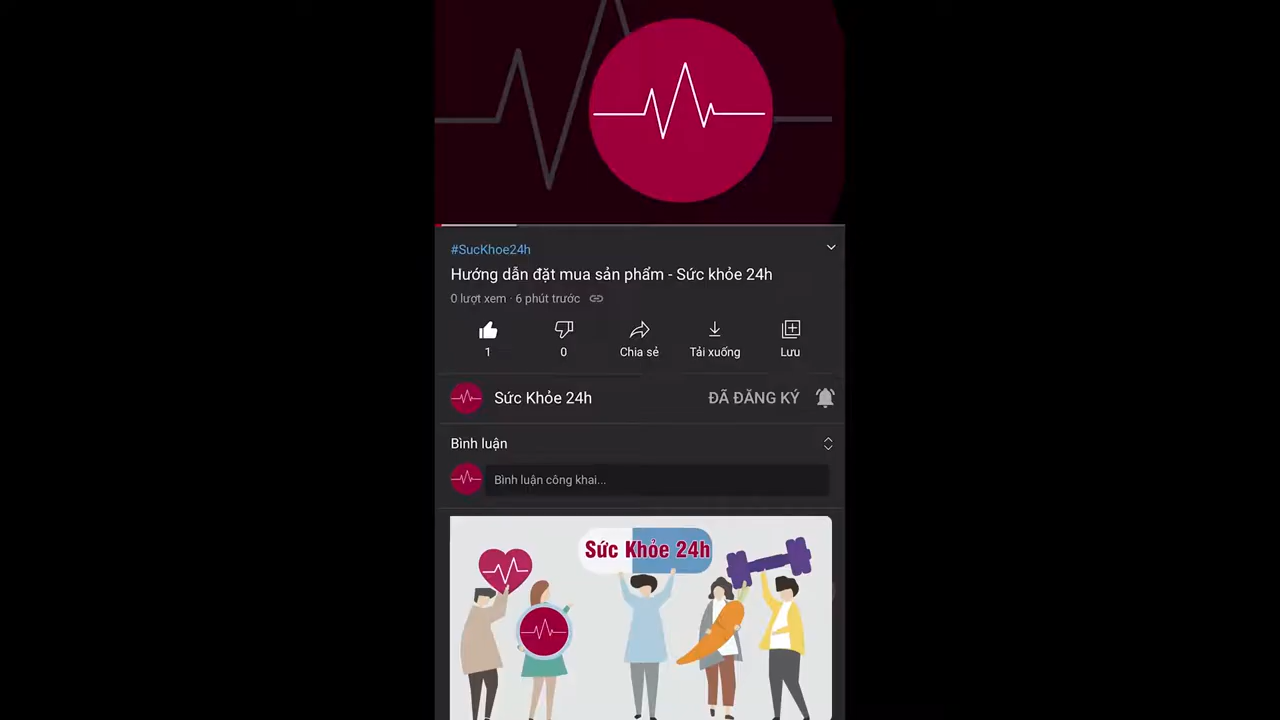 #SucKhoe24h
Hướng dẫn đặt mua sản phẩm - Sức khỏe 24h
0 lượt xem · 6 phút trước
1
0
Chia sẻ
Tải xuống
Lưu
Sức Khỏe 24h
ĐÃ ĐĂNG KÝ
Bình luận
Bình luận công khai...
Sức Khỏe 24h